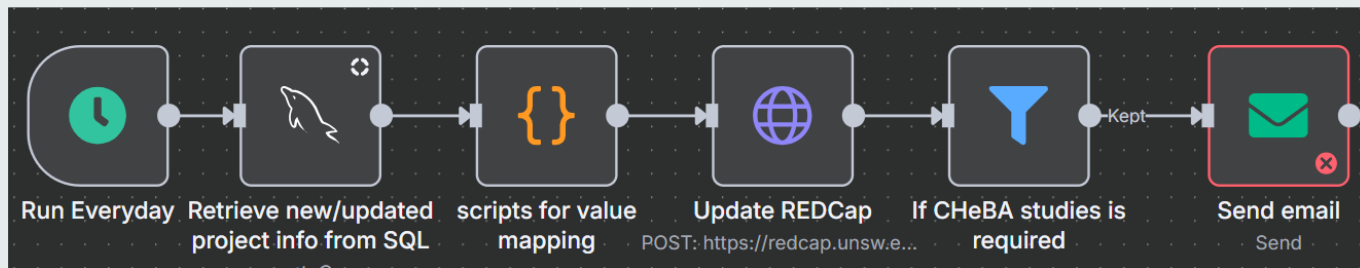 Kept
Run Everyday
Retrieve new/updated
project info from SQL
scripts for value
mapping
Update REDCap
POST: https://redcap.unsw.e...
If CHeBA studies is
required
Send email
Send